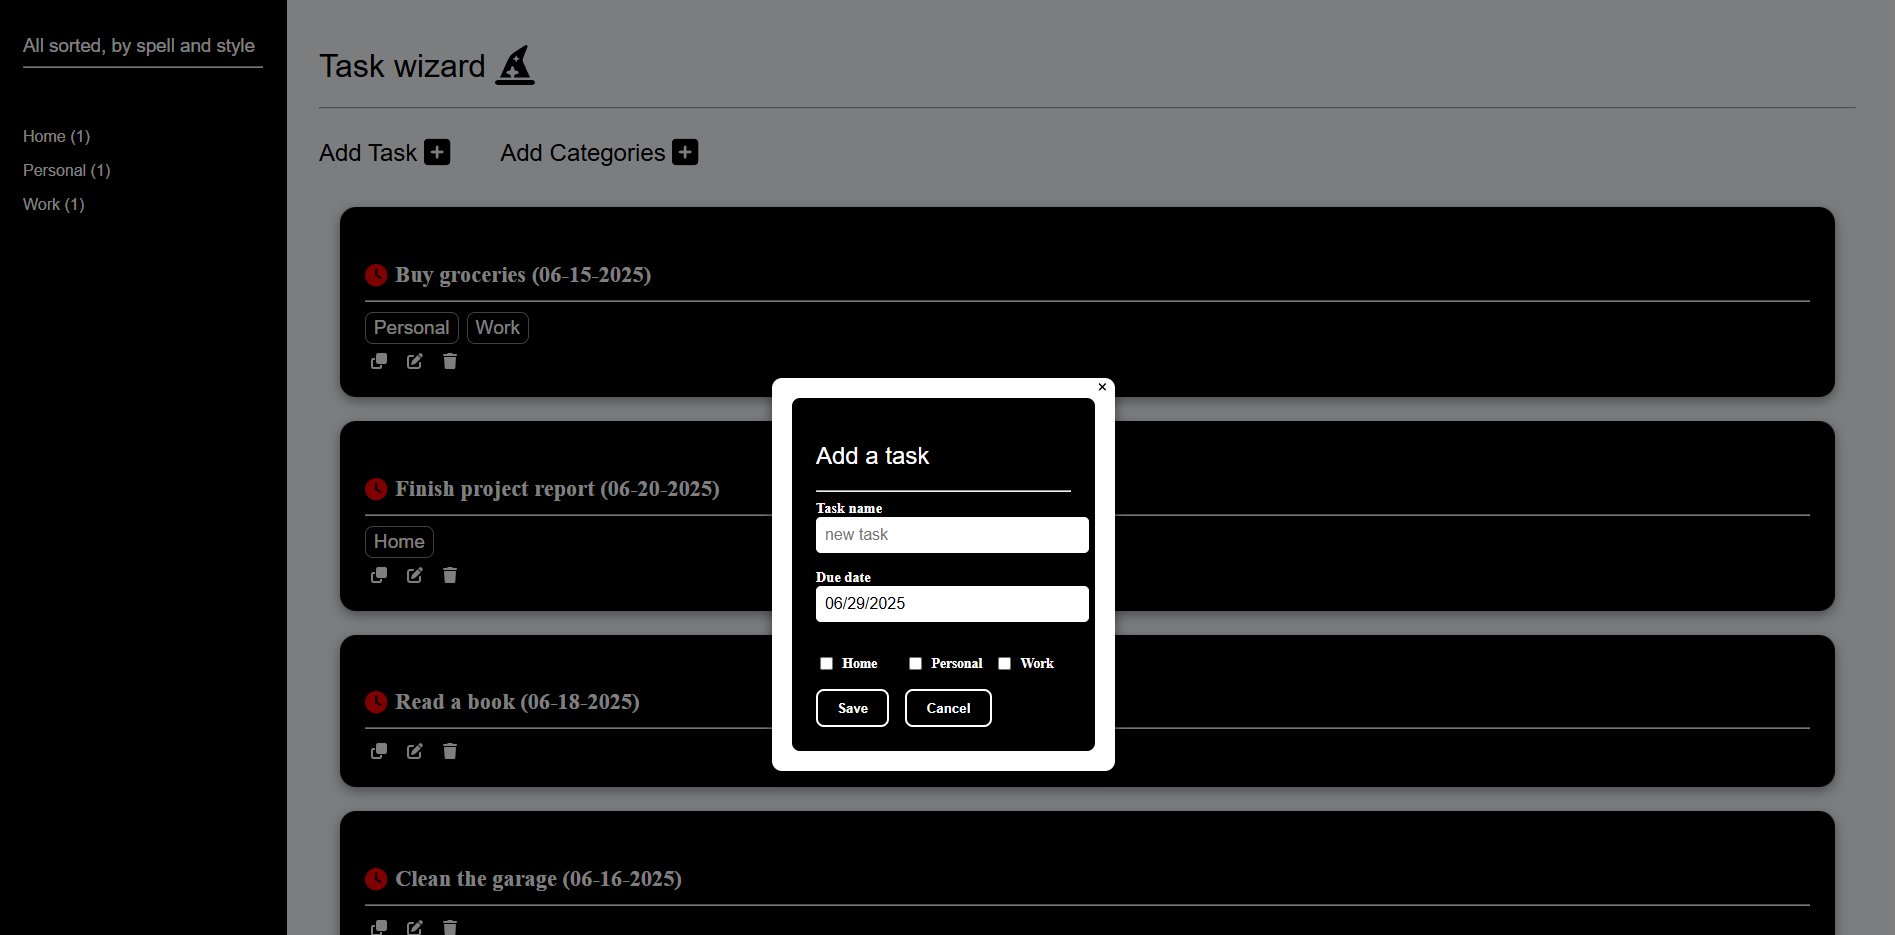 All sorted, by spell and style
Home (1)
Personal (1)
Work (1)
Task wizard
Add Task
Add Categories
Buy groceries (06-15-2025)
Personal
Work
Finish project report (06-20-2025)
Home
Read a book (06-18-2025)
Clean the garage (06-16-2025)
×
Add a task
Task name
new task
Due date
06/29/2025
Home Personal Work
Save Cancel